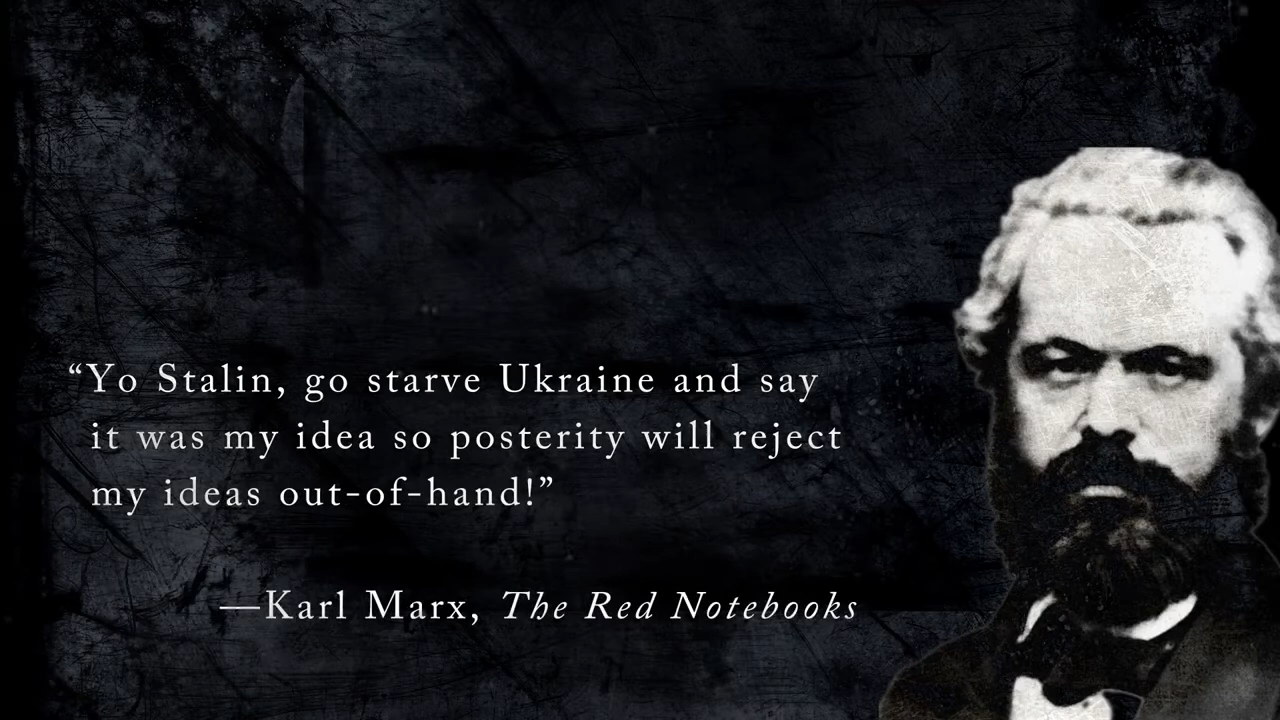 “Yo Stalin, go starve Ukraine and say
it was my idea so posterity will reject
my ideas out-of-hand!”
—Karl Marx, The Red Notebooks